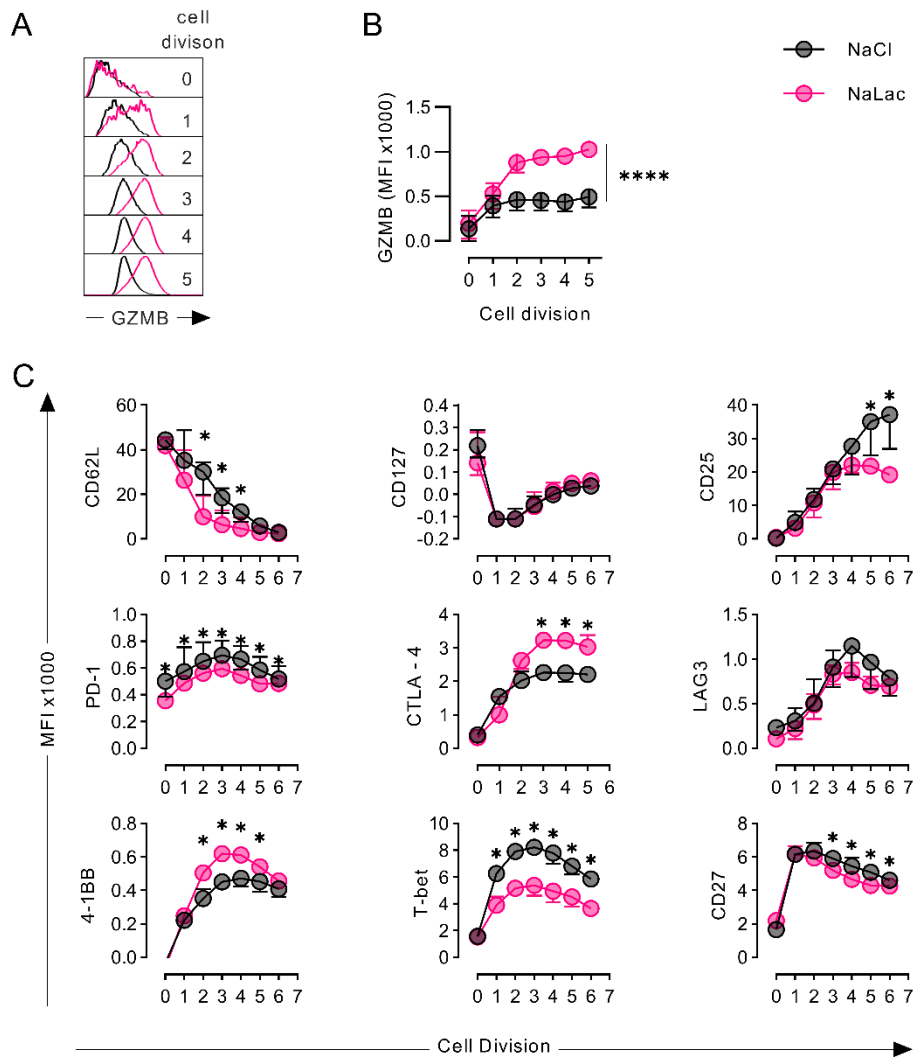 A
cell
divison
0
1
2
3
4
5
GZMB
B
NaCl
NaLac
GZMB (MFI x1000)
1.5
1.0
0.5
0.0
****
0 1 2 3 4 5
Cell division
C
MFI x1000
CD62L
60
40
20
0
* * *
0 1 2 3 4 5 6 7
CD127
0.4
0.3
0.2
0.1
0.0
-0.1
-0.2
0 1 2 3 4 5 6 7
CD25
40
30
20
10
0
* *
0 1 2 3 4 5 6 7
PD-1
1.0
0.8
0.6
0.4
0.2
0.0
* * * * * * *
0 1 2 3 4 5 6 7
CTLA - 4
4
3
2
1
0
* * *
0 1 2 3 4 5 6
LAG3
1.5
1.0
0.5
0.0
0 1 2 3 4 5 6 7
4-1BB
0.8
0.6
0.4
0.2
0.0
* * * *
0 1 2 3 4 5 6 7
T-bet
10
8
6
4
2
0
* * * * * *
0 1 2 3 4 5 6 7
CD27
8
6
4
2
0
* * * *
0 1 2 3 4 5 6 7
Cell Division